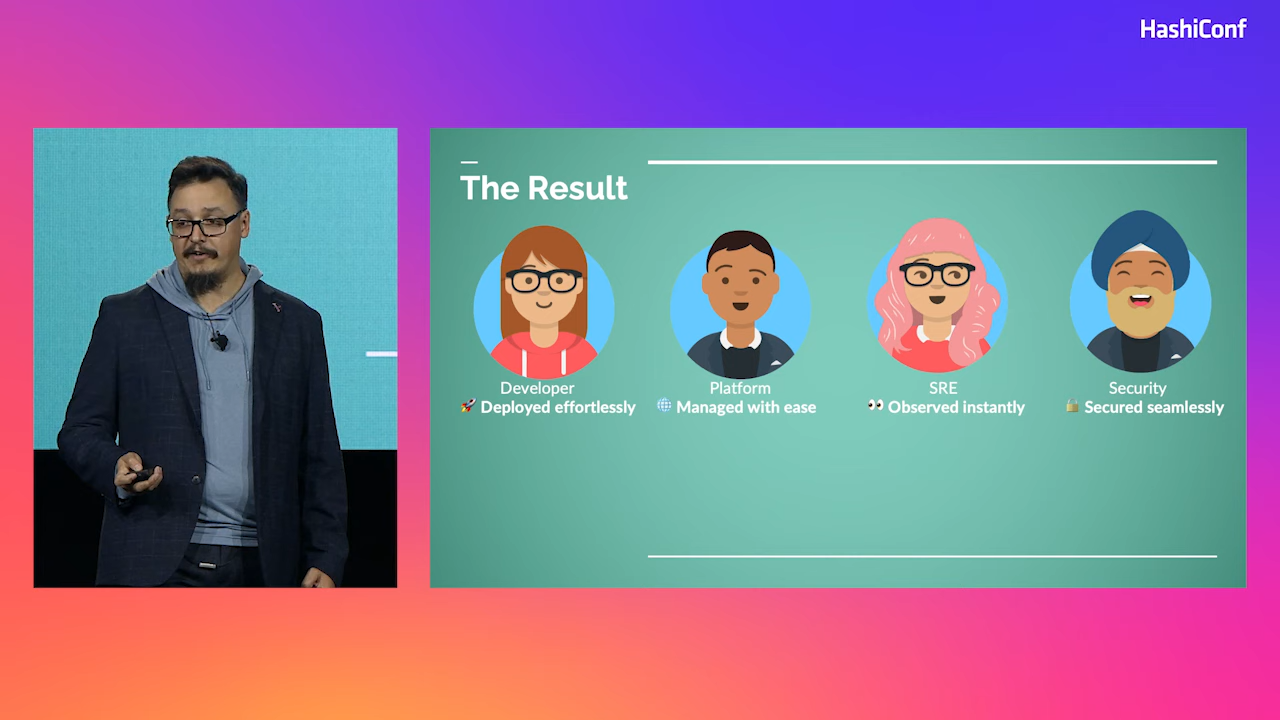 HashiConf
The Result
Developer
🚀 Deployed effortlessly
Platform
🌐 Managed with ease
SRE
👀 Observed instantly
Security
🔒 Secured seamlessly